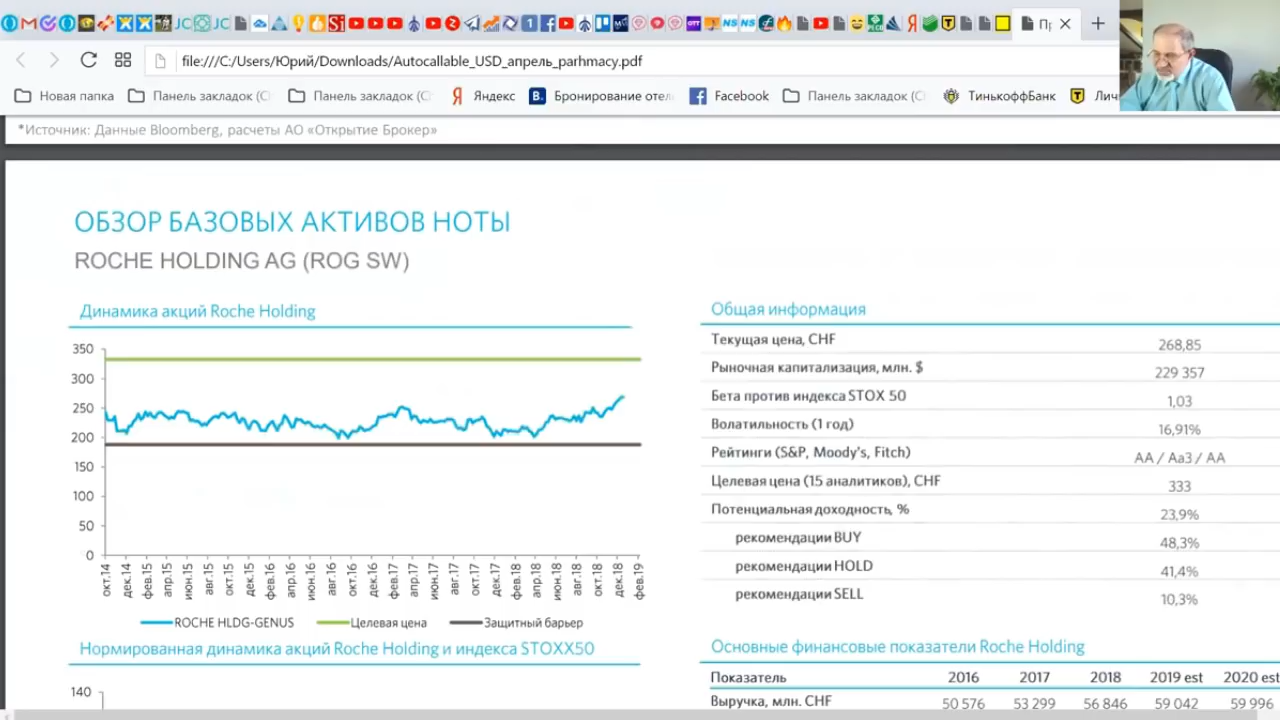 Пр
file:///C:/Users/Юрий/Downloads/Autocallable_USD_апрель_parhmacy.pdf
Новая папка Панель закладок (С Панель закладок (С Яндекс Бронирование отел Facebook Панель закладок (С ТинькоффБанк Личн
*Источник: Данные Bloomberg, расчеты АО «Открытие Брокер»
ОБЗОР БАЗОВЫХ АКТИВОВ НОТЫ
ROCHE HOLDING AG (ROG SW)
Динамика акций Roche Holding
350
300
250
200
150
100
50
0
окт.14 дек.14 фев.15 апр.15 июн.15 авг.15 окт.15 дек.15 фев.16 апр.16 июн.16 авг.16 окт.16 дек.16 фев.17 апр.17 июн.17 авг.17 окт.17 дек.17 фев.18 апр.18 июн.18 авг.18 окт.18 дек.18 фев.19
ROCHE HLDG-GENUS Целевая цена Защитный барьер
Нормированная динамика акций Roche Holding и индекса STOXX50
140
Общая информация
Текущая цена, CHF 268,85
Рыночная капитализация, млн. $ 229 357
Бета против индекса STOX 50 1,03
Волатильность (1 год) 16,91%
Рейтинги (S&P, Moody's, Fitch) AA / Aa3 / AA
Целевая цена (15 аналитиков), CHF 333
Потенциальная доходность, % 23,9%
рекомендации BUY 48,3%
рекомендации HOLD 41,4%
рекомендации SELL 10,3%
Основные финансовые показатели Roche Holding
Показатель 2016 2017 2018 2019 est 2020 est
Выручка, млн. CHF 50 576 53 299 56 846 59 042 59 996